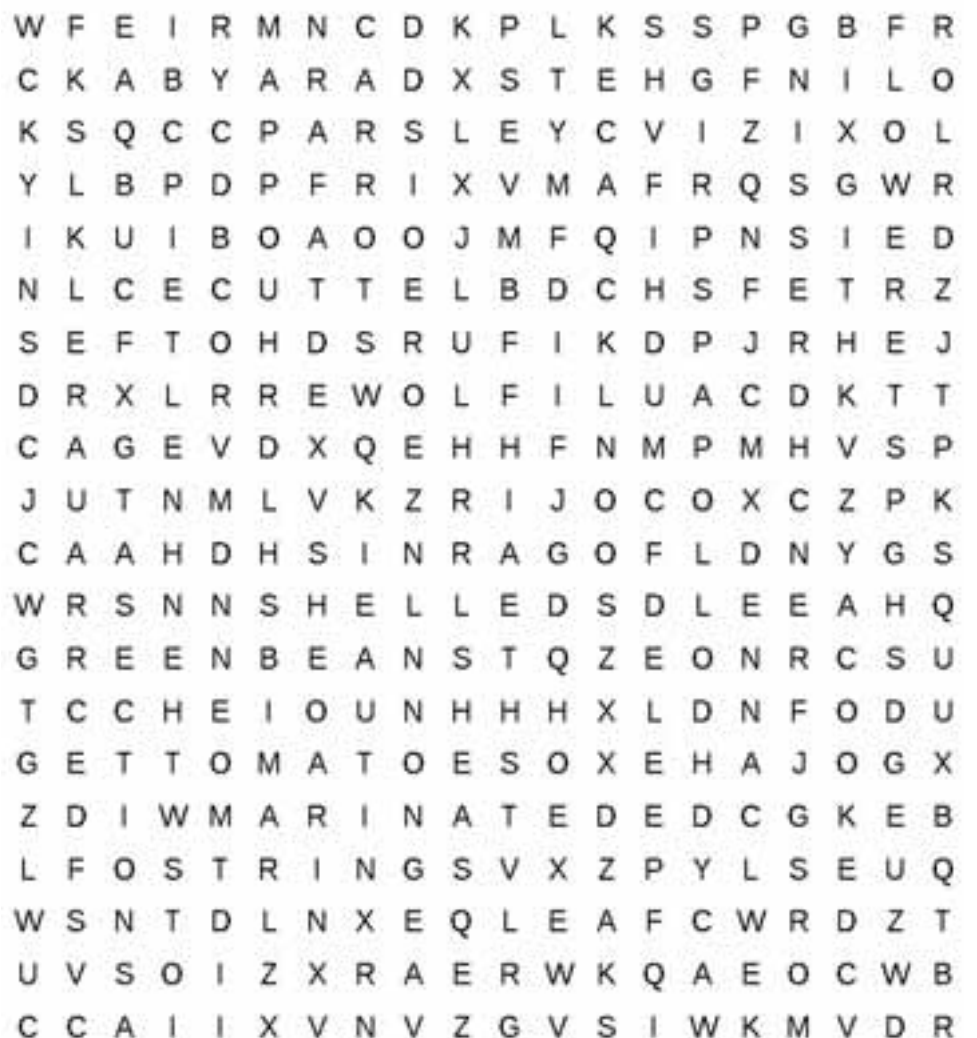 W F E I R M N C D K P L K S S P G B F R
C K A B Y A R A D X S T E H G F N I L O
K S Q C C P A R S L E Y C V I Z I X O L
Y L B P D P F R I X V M A F R Q S G W R
I K U I B O A O O J M F Q I P N S I E D
N L C E C U T T E L B D C H S F E T R Z
S E F T O H D S R U F I K D P J R H E J
D R X L R R E W O L F I L U A C D K T T
C A G E V D X Q E H H F N M P M H V S P
J U T N M L V K Z R I J O C O X C Z P K
C A A H D H S I N R A G O F L D N Y G S
W R S N N S H E L L E D S D L E E A H Q
G R E E N B E A N S T Q Z E O N R C S U
T C C H E I O U N H H H X L D N F O D U
G E T T O M A T O E S O X E H A J O G X
Z D I W M A R I N A T E D E D C G K E B
L F O S T R I N G S V X Z P Y L S E U Q
W S N T D L N X E Q L E A F C W R D Z T
U V S O I Z X R A E R W K Q A E O C W B
C C A I I X V N V Z G V S I W K M V D R